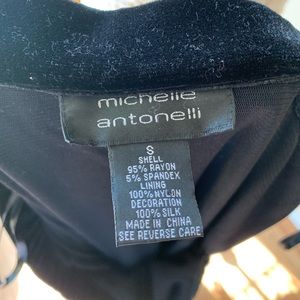 michelle
antonelli
S
SHELL
95% RAYON
5% SPANDEX
LINING
100% NYLON
DECORATION
100% SILK
MADE IN CHINA
SEE REVERSE CARE